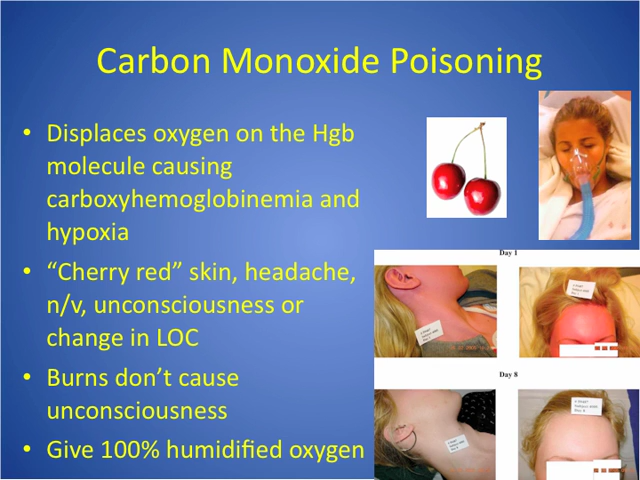 Carbon Monoxide Poisoning
• Displaces oxygen on the Hgb
molecule causing
carboxyhemoglobinemia and
hypoxia
• “Cherry red” skin, headache,
n/v, unconsciousness or
change in LOC
• Burns don’t cause
unconsciousness
• Give 100% humidified oxygen
Day 1
Day 8